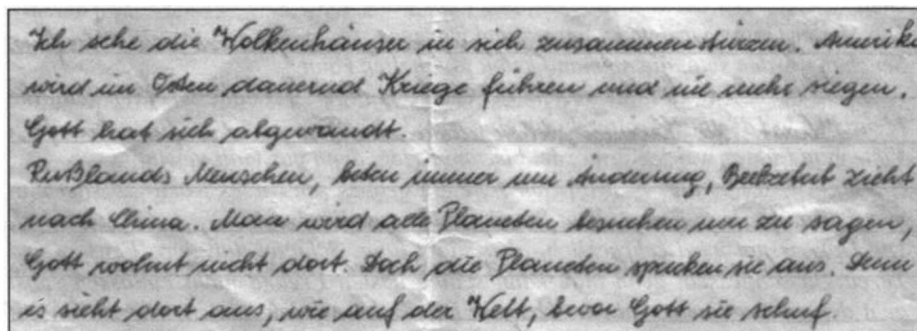 Ich sehe die Wolkenhäuser in sich zusammenstürzen. Amerika
wird im Osten dauernd Kriege führen und nie mehr siegen.
Gott hat sich abgewandt.
Rußlands Menschen, beten immer um Änderung, Beelzebub zieht
nach China. Man wird alle Planeten besuchen um zu sagen,
Gott wohnt nicht dort. Doch die Planeten spucken sie aus. Denn
es sieht dort aus, wie auf der Welt, bevor Gott sie schuf.